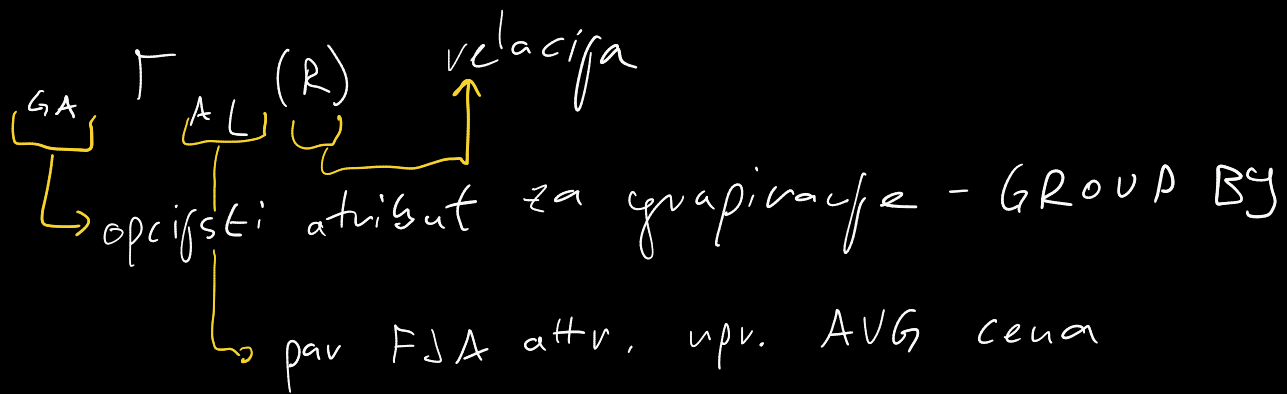 GA Γ AL (R) relacija
opcijsti atribut za grupiranje - GROUP BY
par FJA attr. npr. AVG cena